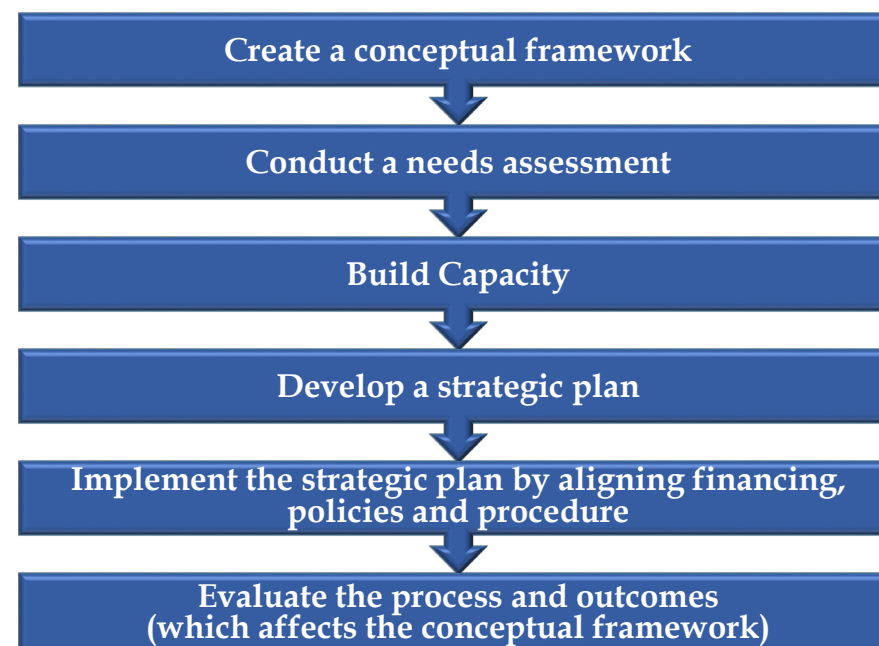 Create a conceptual framework
Conduct a needs assessment
Build Capacity
Develop a strategic plan
Implement the strategic plan by aligning financing,
policies and procedure
Evaluate the process and outcomes
(which affects the conceptual framework)